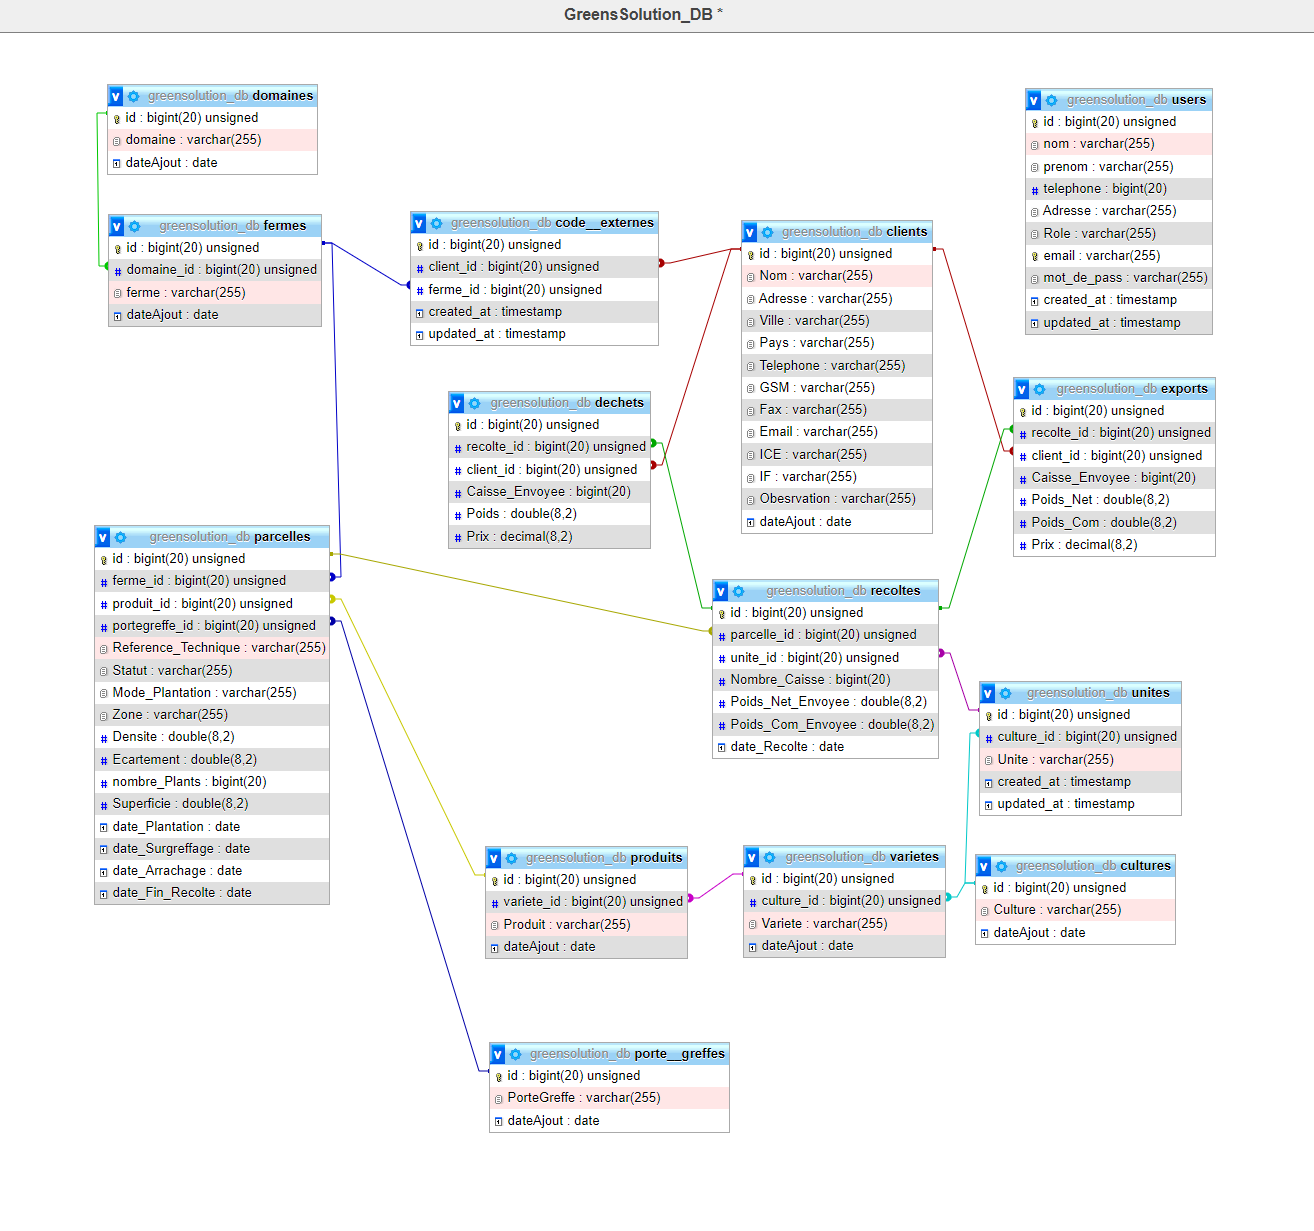 GreensSolution_DB *
greensolution_db domaines
id : bigint(20) unsigned
domaine : varchar(255)
dateAjout : date
greensolution_db fermes
id : bigint(20) unsigned
domaine_id : bigint(20) unsigned
ferme : varchar(255)
dateAjout : date
greensolution_db code__externes
id : bigint(20) unsigned
client_id : bigint(20) unsigned
ferme_id : bigint(20) unsigned
created_at : timestamp
updated_at : timestamp
greensolution_db clients
id : bigint(20) unsigned
Nom : varchar(255)
Adresse : varchar(255)
Ville : varchar(255)
Pays : varchar(255)
Telephone : varchar(255)
GSM : varchar(255)
Fax : varchar(255)
Email : varchar(255)
ICE : varchar(255)
IF : varchar(255)
Obesrvation : varchar(255)
dateAjout : date
greensolution_db users
id : bigint(20) unsigned
nom : varchar(255)
prenom : varchar(255)
telephone : bigint(20)
Adresse : varchar(255)
Role : varchar(255)
email : varchar(255)
mot_de_pass : varchar(255)
created_at : timestamp
updated_at : timestamp
greensolution_db dechets
id : bigint(20) unsigned
recolte_id : bigint(20) unsigned
client_id : bigint(20) unsigned
Caisse_Envoyee : bigint(20)
Poids : double(8,2)
Prix : decimal(8,2)
greensolution_db exports
id : bigint(20) unsigned
recolte_id : bigint(20) unsigned
client_id : bigint(20) unsigned
Caisse_Envoyee : bigint(20)
Poids_Net : double(8,2)
Poids_Com : double(8,2)
Prix : decimal(8,2)
greensolution_db parcelles
id : bigint(20) unsigned
ferme_id : bigint(20) unsigned
produit_id : bigint(20) unsigned
portegreffe_id : bigint(20) unsigned
Reference_Technique : varchar(255)
Statut : varchar(255)
Mode_Plantation : varchar(255)
Zone : varchar(255)
Densite : double(8,2)
Ecartement : double(8,2)
nombre_Plants : bigint(20)
Superficie : double(8,2)
date_Plantation : date
date_Surgreffage : date
date_Arrachage : date
date_Fin_Recolte : date
greensolution_db recoltes
id : bigint(20) unsigned
parcelle_id : bigint(20) unsigned
unite_id : bigint(20) unsigned
Nombre_Caisse : bigint(20)
Poids_Net_Envoyee : double(8,2)
Poids_Com_Envoyee : double(8,2)
date_Recolte : date
greensolution_db unites
id : bigint(20) unsigned
culture_id : bigint(20) unsigned
Unite : varchar(255)
created_at : timestamp
updated_at : timestamp
greensolution_db produits
id : bigint(20) unsigned
variete_id : bigint(20) unsigned
Produit : varchar(255)
dateAjout : date
greensolution_db varietes
id : bigint(20) unsigned
culture_id : bigint(20) unsigned
Variete : varchar(255)
dateAjout : date
greensolution_db cultures
id : bigint(20) unsigned
Culture : varchar(255)
dateAjout : date
greensolution_db porte__greffes
id : bigint(20) unsigned
PorteGreffe : varchar(255)
dateAjout : date